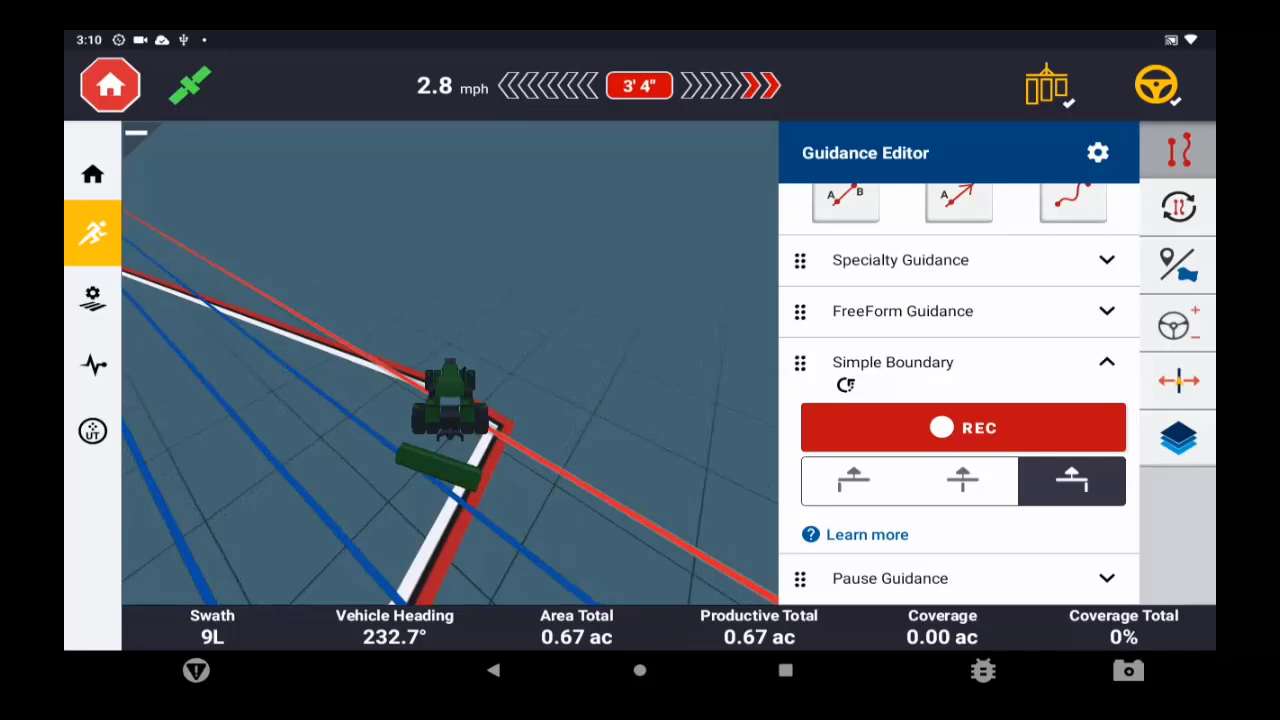 3:10
2.8 mph
3' 4"
Guidance Editor
A B
A
Specialty Guidance
FreeForm Guidance
Simple Boundary
REC
Learn more
Pause Guidance
UT
Swath
9L
Vehicle Heading
232.7°
Area Total
0.67 ac
Productive Total
0.67 ac
Coverage
0.00 ac
Coverage Total
0%